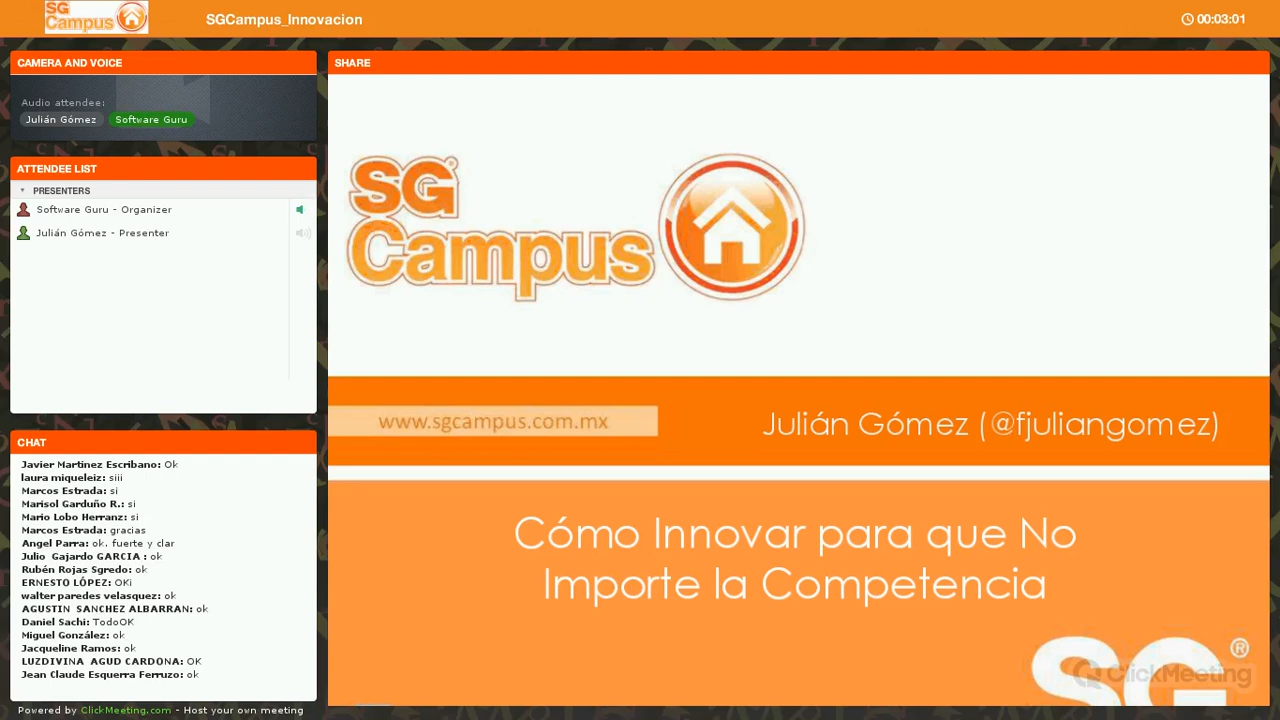 SG Campus
SGCampus_Innovacion
00:03:01
CAMERA AND VOICE
Audio attendee:
Julián Gómez
Software Guru
ATTENDEE LIST
PRESENTERS
Software Guru - Organizer
Julián Gómez - Presenter
CHAT
Javier Martinez Escribano: Ok
laura miqueleiz: siii
Marcos Estrada: si
Marisol Garduño R.: si
Mario Lobo Herranz: si
Marcos Estrada: gracias
Angel Parra: ok, fuerte y clar
Julio Gajardo GARCIA : ok
Rubén Rojas Sgredo: ok
ERNESTO LÓPEZ: OKi
walter paredes velasquez: ok
AGUSTIN SANCHEZ ALBARRAN: ok
Daniel Sachi: TodoOK
Miguel González: ok
Jacqueline Ramos: ok
LUZDIVINA AGUD CARDONA: OK
Jean Claude Esquerra Ferruzo: ok
Powered by ClickMeeting.com - Host your own meeting
SHARE
SG®
Campus
www.sgcampus.com.mx
Julián Gómez (@fjuliangomez)
Cómo Innovar para que No
Importe la Competencia
SG®
ClickMeeting